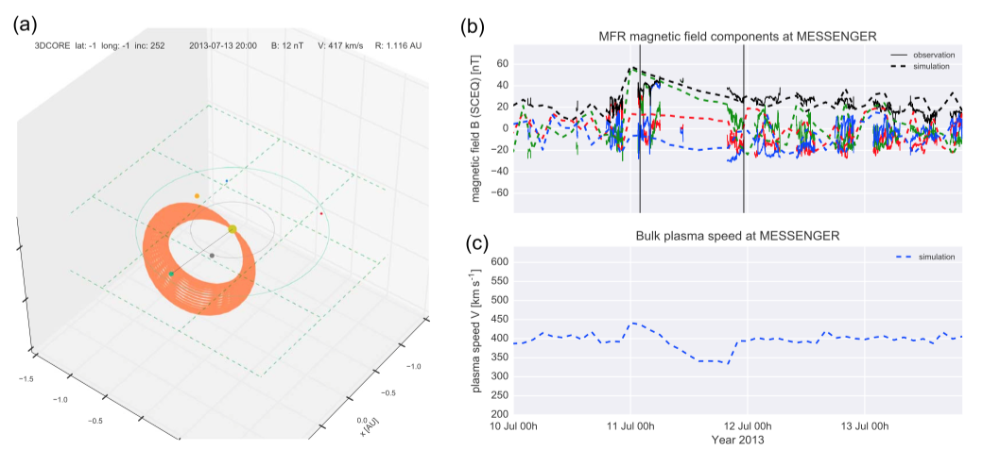 (a)
3DCORE lat: -1 long: -1 inc: 252 2013-07-13 20:00 B: 12 nT V: 417 km/s R: 1.116 AU
−1.5
−1.0
−0.5
0.0
−0.5
−1.0
x [AU]
(b)
MFR magnetic field components at MESSENGER
magnetic field B (SCEQ) [nT]
60
40
20
0
−20
−40
−60
observation
simulation
(c)
Bulk plasma speed at MESSENGER
plasma speed V [km s⁻¹]
600
550
500
450
400
350
300
250
200
simulation
10 Jul 00h 11 Jul 00h 12 Jul 00h 13 Jul 00h
Year 2013